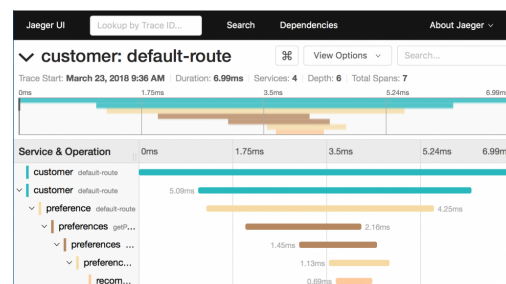 Jaeger UI Lookup by Trace ID... Search Dependencies About Jaeger
customer: default-route ⌘ View Options Search...
Trace Start: March 23, 2018 9:36 AM | Duration: 6.99ms | Services: 4 | Depth: 6 | Total Spans: 7
0ms 1.75ms 3.5ms 5.24ms 6.99m
Service & Operation 0ms 1.75ms 3.5ms 5.24ms 6.99m
customer default-route
customer default-route 5.09ms
preference default-route 4.25ms
preferences getP... 2.16ms
preferences ... 1.45ms
preferenc... 1.13ms
recom... 0.69ms